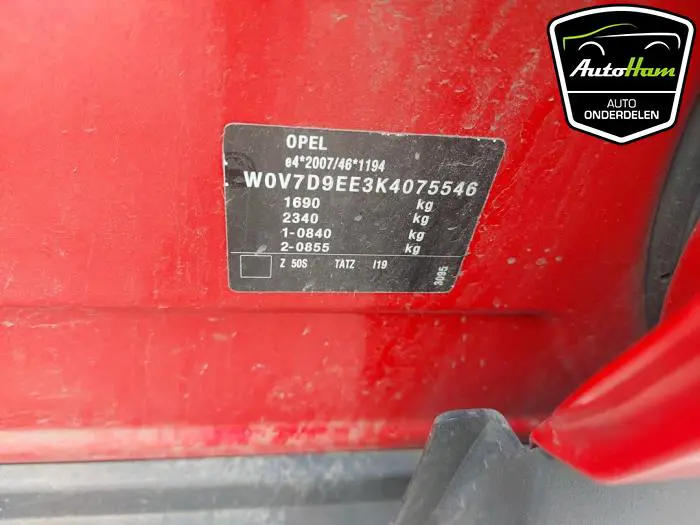 AutoHam
AUTO
ONDERDELEN
OPEL
e4*2007/46*1194
W0V7D9EE3K4075546
1690 kg
2340 kg
1-0840 kg
2-0855 kg
Z 50S TATZ I19
3095